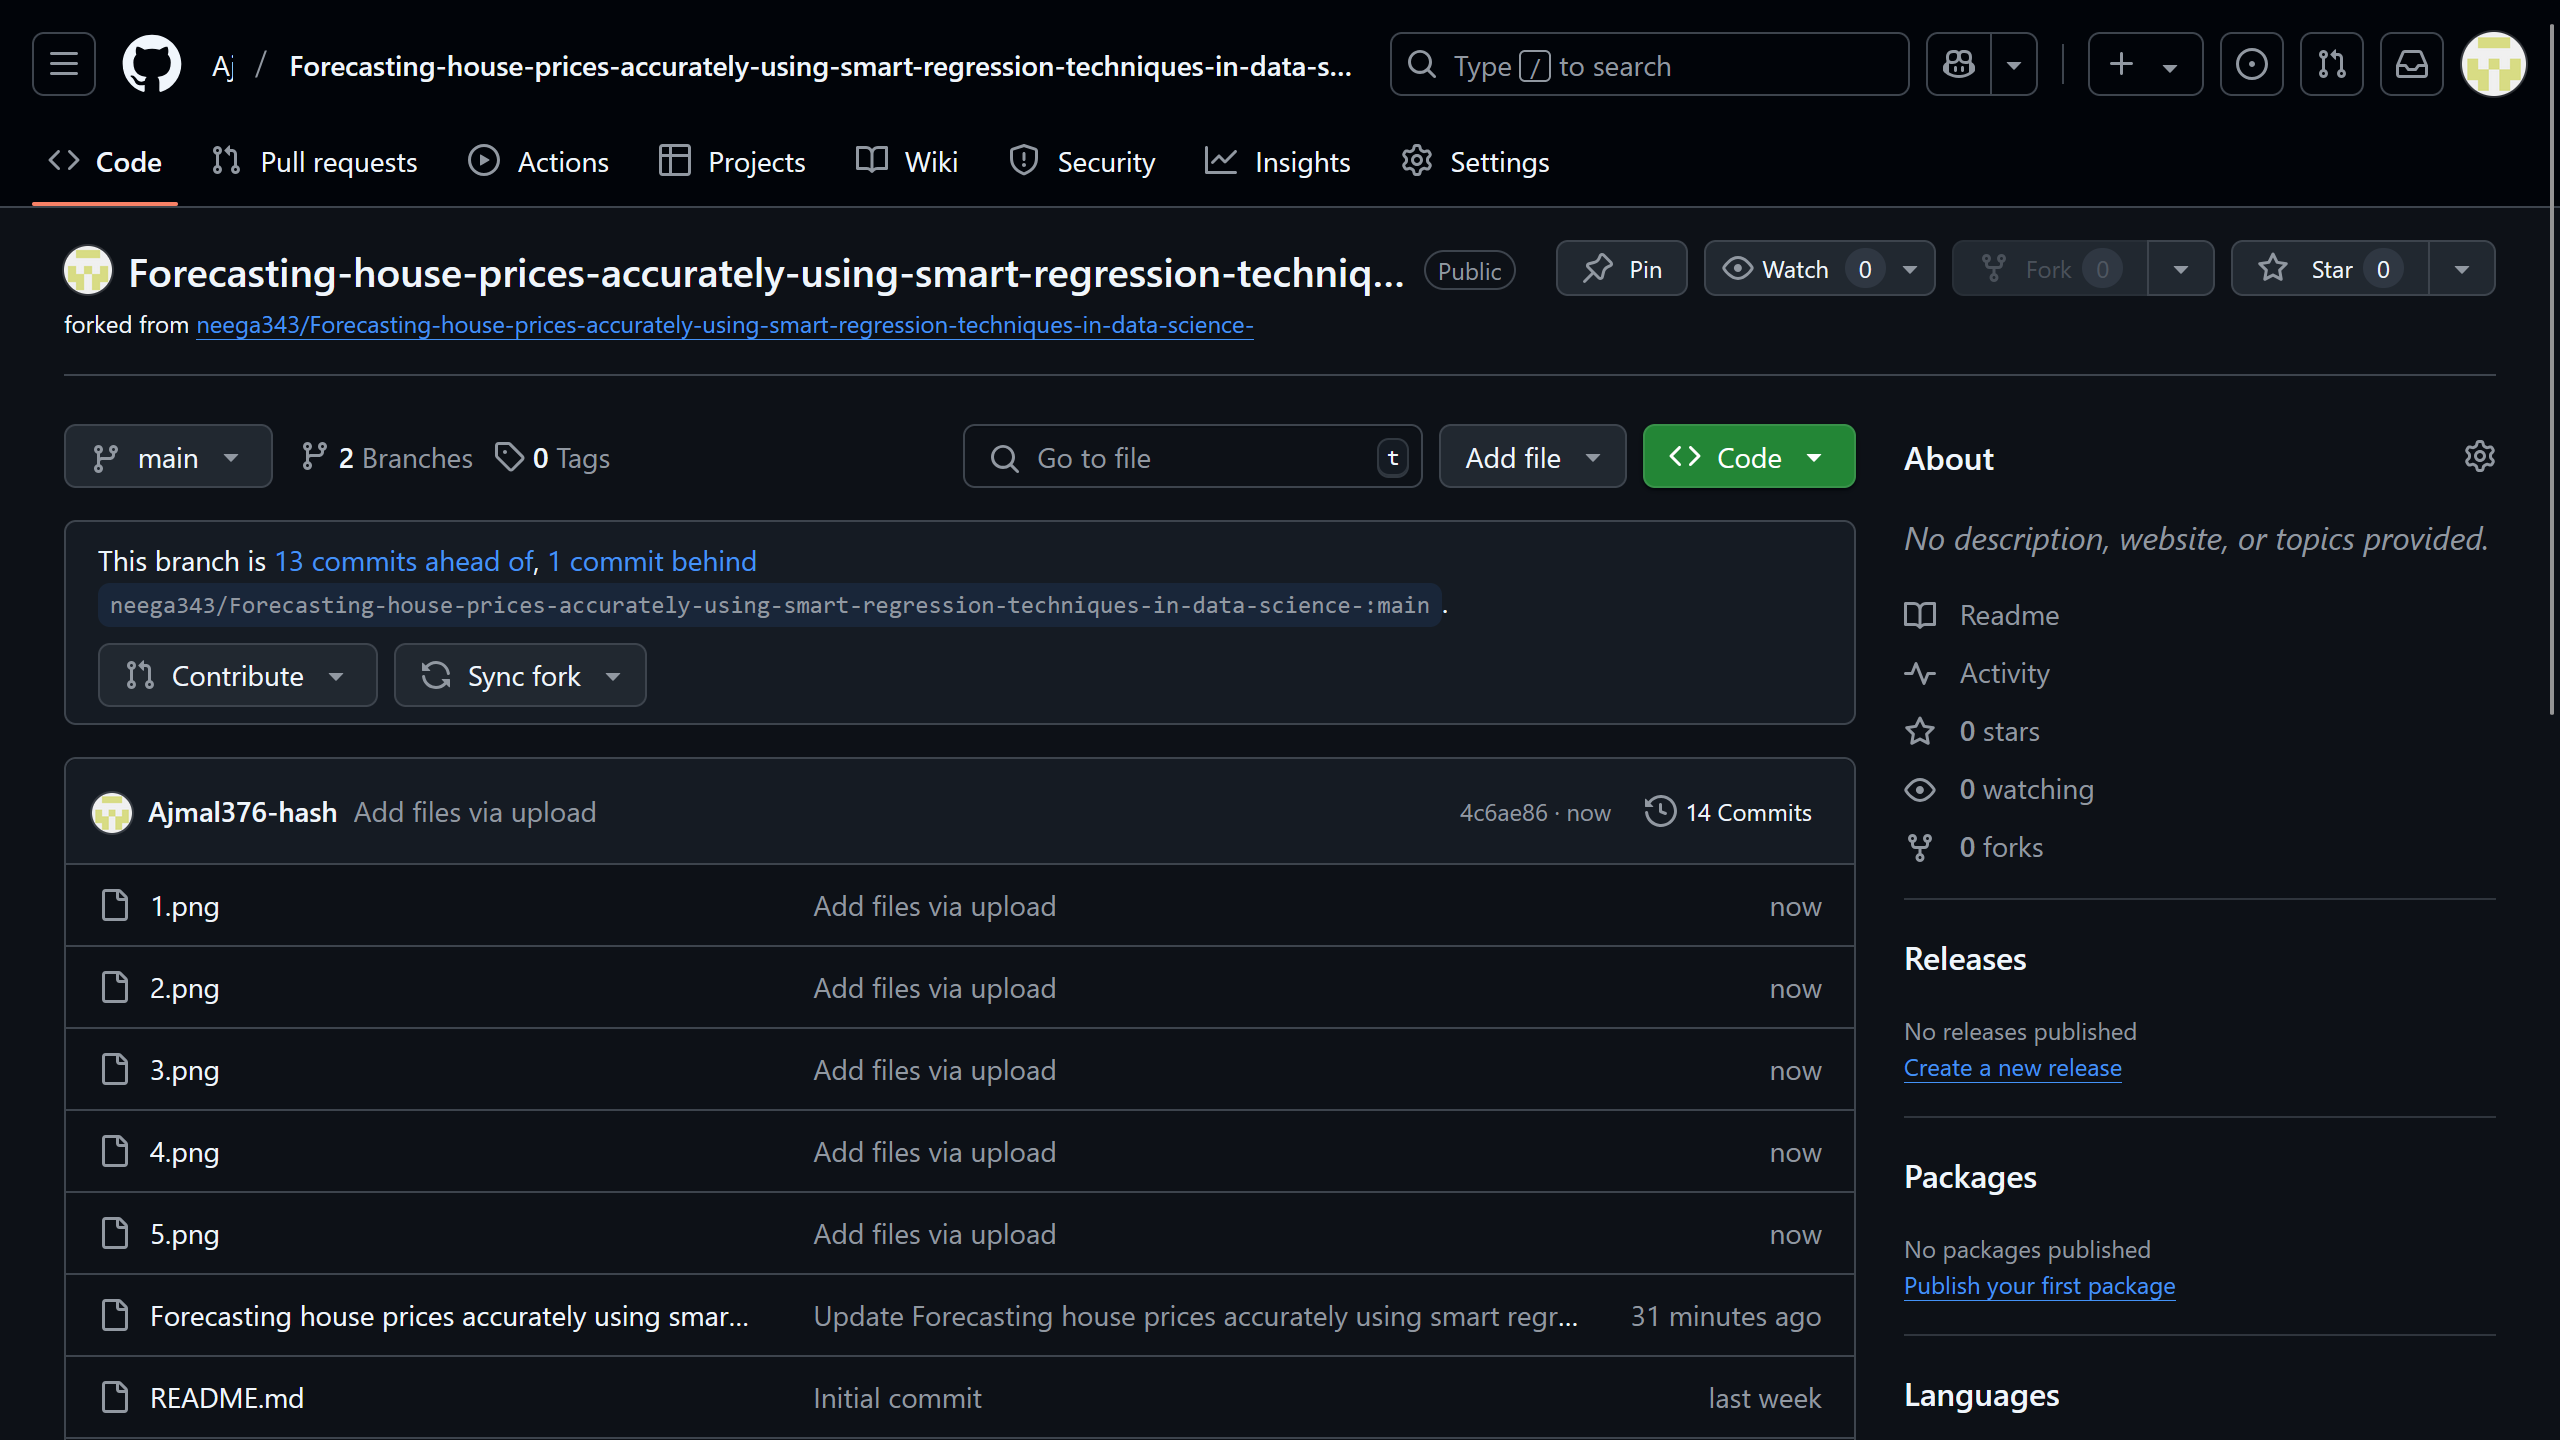 Aj / Forecasting-house-prices-accurately-using-smart-regression-techniques-in-data-s...
Type / to search
Code
Pull requests
Actions
Projects
Wiki
Security
Insights
Settings
Forecasting-house-prices-accurately-using-smart-regression-techniq...
Public
Pin
Watch 0
Fork 0
Star 0
forked from neega343/Forecasting-house-prices-accurately-using-smart-regression-techniques-in-data-science-
main
2 Branches
0 Tags
Go to file
t
Add file
Code
This branch is 13 commits ahead of, 1 commit behind
neega343/Forecasting-house-prices-accurately-using-smart-regression-techniques-in-data-science-:main .
Contribute
Sync fork
Ajmal376-hash Add files via upload
4c6ae86 · now
14 Commits
1.png Add files via upload now
2.png Add files via upload now
3.png Add files via upload now
4.png Add files via upload now
5.png Add files via upload now
Forecasting house prices accurately using smar... Update Forecasting house prices accurately using smart regr... 31 minutes ago
README.md Initial commit last week
About
No description, website, or topics provided.
Readme
Activity
0 stars
0 watching
0 forks
Releases
No releases published
Create a new release
Packages
No packages published
Publish your first package
Languages